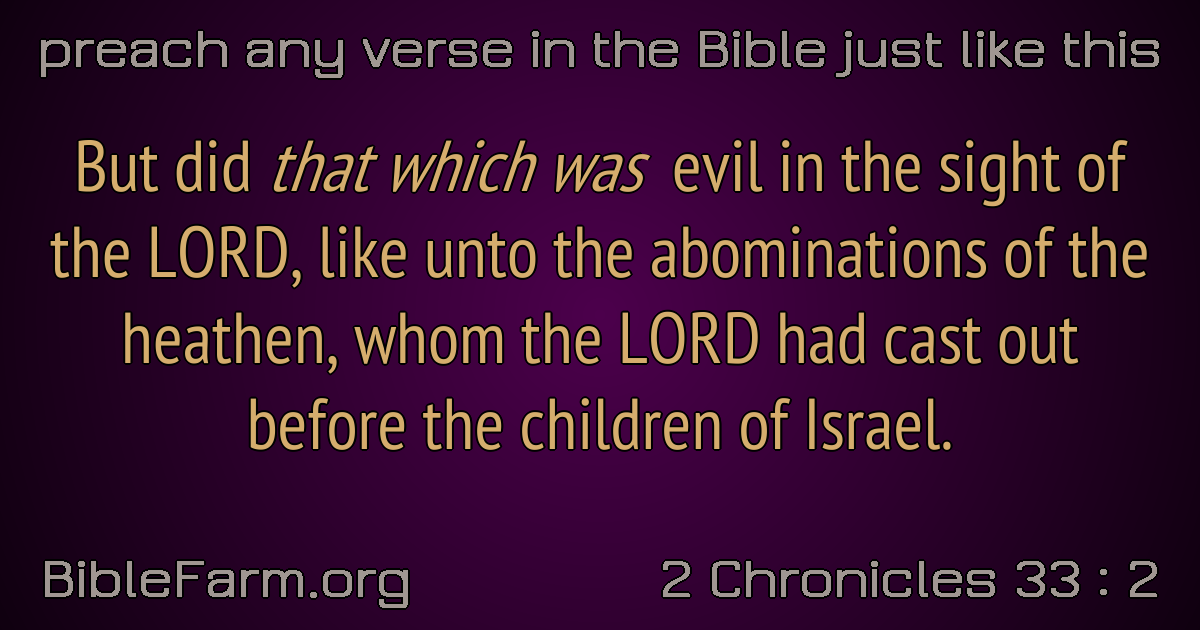 preach any verse in the Bible just like this
But did that which was evil in the sight of
the LORD, like unto the abominations of the
heathen, whom the LORD had cast out
before the children of Israel.
BibleFarm.org
2 Chronicles 33 : 2